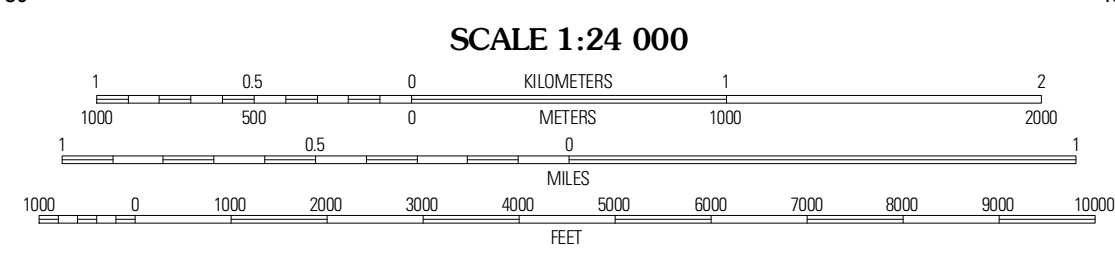 SCALE 1:24 000
1 0.5 0 KILOMETERS 1 2
1000 500 0 METERS 1000 2000
1 0.5 0 1
MILES
1000 0 1000 2000 3000 4000 5000 6000 7000 8000 9000 10000
FEET